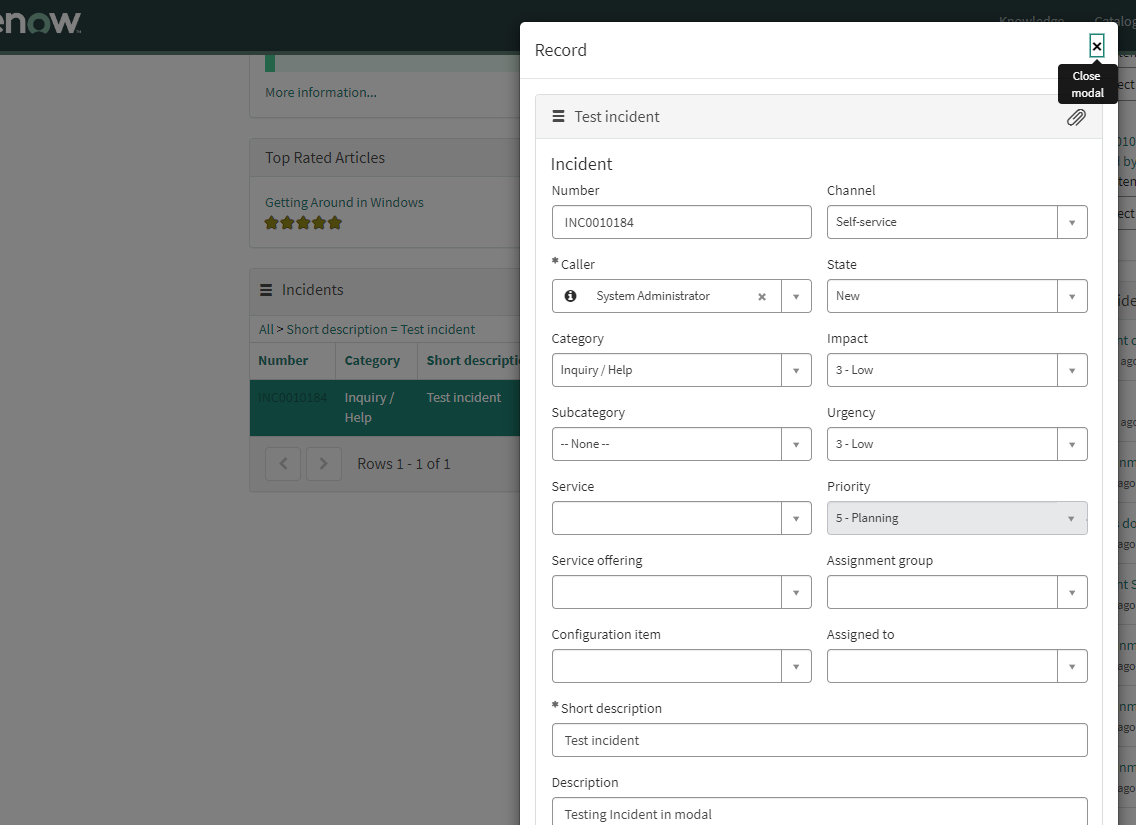 enow
Knowledge
Catalog
More information...
Top Rated Articles
Getting Around in Windows
Incidents
All > Short description = Test incident
Number Category Short descripti
INC0010184 Inquiry / Help Test incident
Rows 1 - 1 of 1
Record
×
Close modal
Test incident
Incident
Number
INC0010184
Channel
Self-service
* Caller
System Administrator
State
New
Category
Inquiry / Help
Impact
3 - Low
Subcategory
-- None --
Urgency
3 - Low
Service
Priority
5 - Planning
Service offering
Assignment group
Configuration item
Assigned to
* Short description
Test incident
Description
Testing Incident in modal